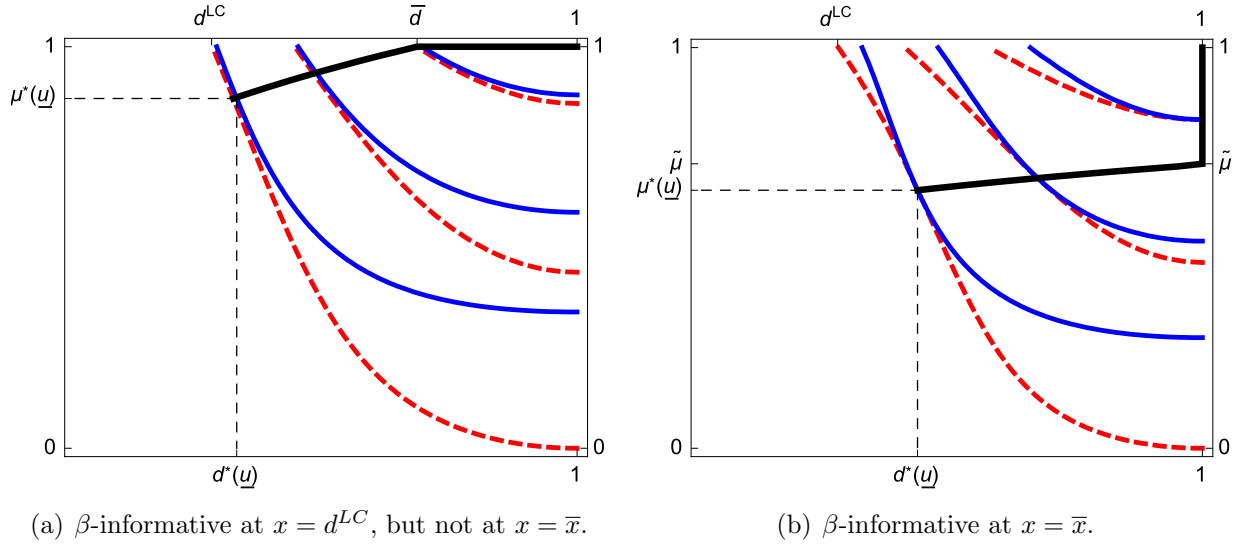 d^LC d̅ 1
1 1
μ*(u̲)
0 0
d*(u̲) 1
(a) β-informative at x = d^LC, but not at x = x̅.
d^LC 1
1 1
μ̃ μ̃
μ*(u̲)
0 0
d*(u̲) 1
(b) β-informative at x = x̅.